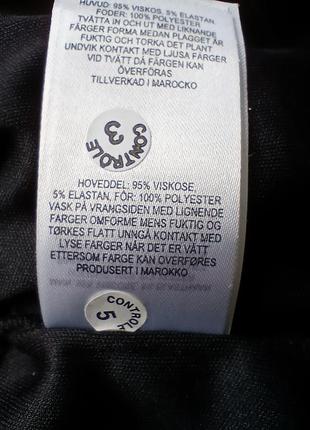 HUVUD: 95% VISKOS, 5% ELASTAN
FODER: 100% POLYESTER
TVÄTTA IN OCH UT MED LIKNANDE
FÄRGER FORMA MEDAN PLAGGET ÄR
FUKTIG OCH TORKA DET PLANT
UNDVIK KONTAKT MED LJUSA FÄRGER
VID TVÄTT DÅ FÄRGEN KAN
ÖVERFÖRAS
TILLVERKAD I MAROCKO
CONTROLE
3
HOVEDDEL: 95% VISKOSE,
5% ELASTAN, FÔR: 100% POLYESTER
VASK PÅ VRANGSIDEN MED LIGNENDE
FARGER OMFORME MENS FUKTIG OG
TØRKES FLATT UNNGÅ KONTAKT MED
LYSE FARGER NÅR DET ER VÅTT
ETTERSOM FARGE KAN OVERFØRES
PRODUSERT I MAROKKO
CONTROL
5